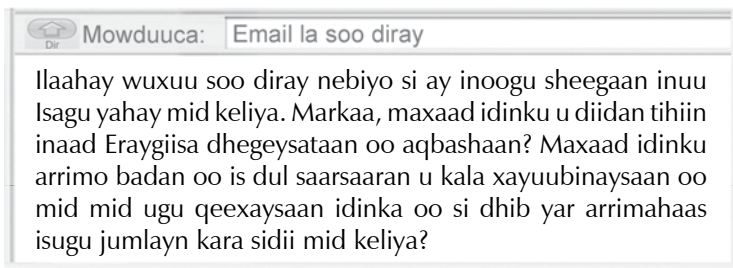 Dir
Mowduuca: Email la soo diray
Ilaahay wuxuu soo diray nebiyo si ay inoogu sheegaan inuu
Isagu yahay mid keliya. Markaa, maxaad idinku u diidan tihiin
inaad Eraygiisa dhegeysataan oo aqbashaan? Maxaad idinku
arrimo badan oo is dul saarsaaran u kala xayuubinaysaan oo
mid mid ugu qeexaysaan idinka oo si dhib yar arrimahaas
isugu jumlayn kara sidii mid keliya?